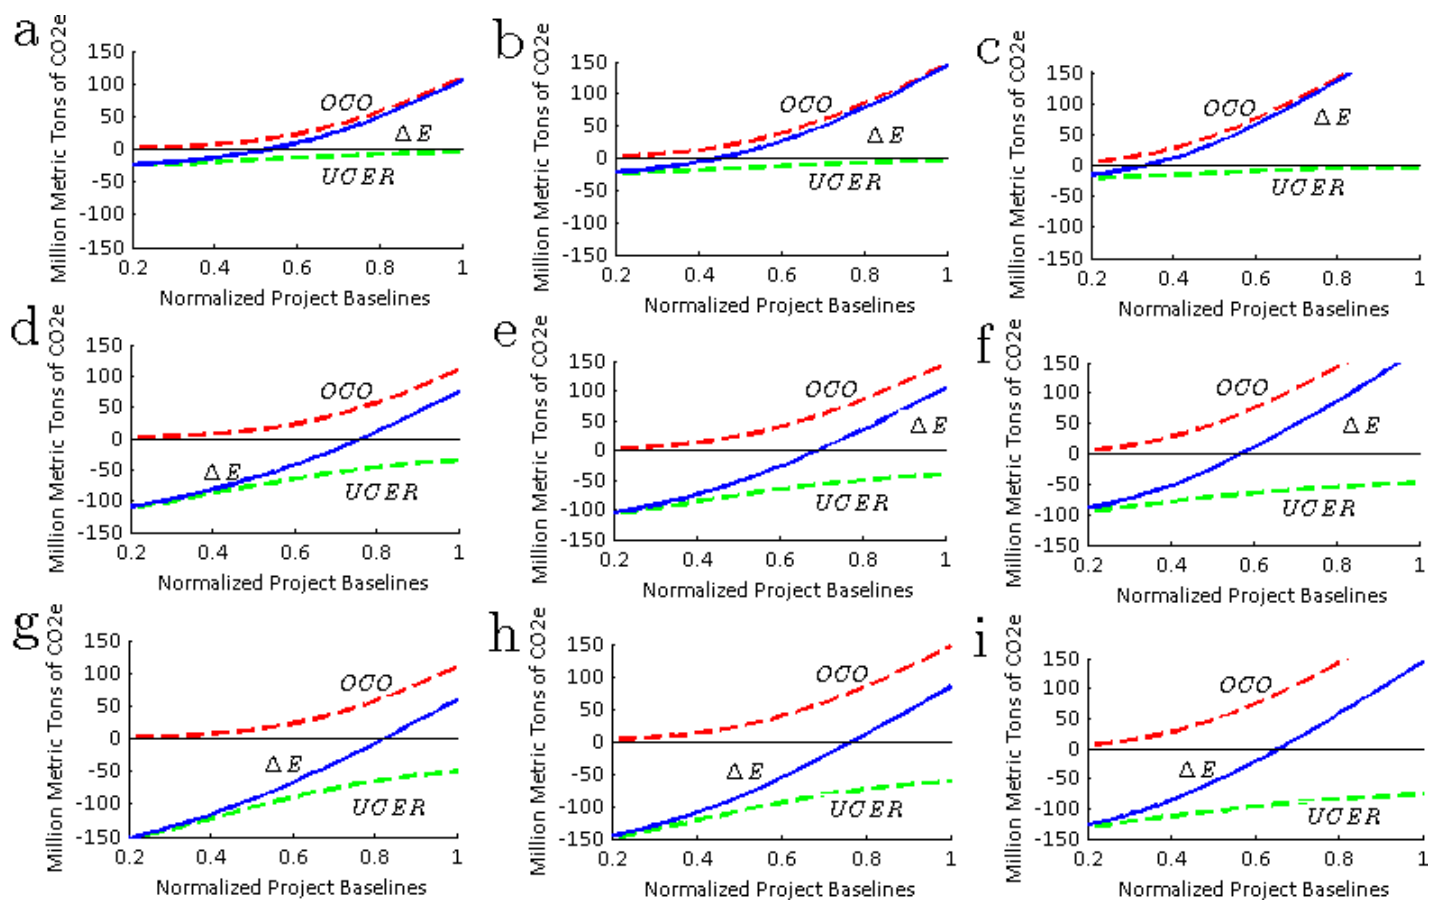 a
Million Metric Tons of CO2e
150
100
50
0
-50
-100
-150
OCO
ΔE
UCER
0.2 0.4 0.6 0.8 1
Normalized Project Baselines
b
Million Metric Tons of CO2e
150
100
50
0
-50
-100
-150
OCO
ΔE
UCER
0.2 0.4 0.6 0.8 1
Normalized Project Baselines
c
Million Metric Tons of CO2e
150
100
50
0
-50
-100
-150
OCO
ΔE
UCER
0.2 0.4 0.6 0.8 1
Normalized Project Baselines
d
Million Metric Tons of CO2e
150
100
50
0
-50
-100
-150
OCO
ΔE
UCER
0.2 0.4 0.6 0.8 1
Normalized Project Baselines
e
Million Metric Tons of CO2e
150
100
50
0
-50
-100
-150
OCO
ΔE
UCER
0.2 0.4 0.6 0.8 1
Normalized Project Baselines
f
Million Metric Tons of CO2e
150
100
50
0
-50
-100
-150
OCO
ΔE
UCER
0.2 0.4 0.6 0.8 1
Normalized Project Baselines
g
Million Metric Tons of CO2e
150
100
50
0
-50
-100
-150
OCO
ΔE
UCER
0.2 0.4 0.6 0.8 1
Normalized Project Baselines
h
Million Metric Tons of CO2e
150
100
50
0
-50
-100
-150
OCO
ΔE
UCER
0.2 0.4 0.6 0.8 1
Normalized Project Baselines
i
Million Metric Tons of CO2e
150
100
50
0
-50
-100
-150
OCO
ΔE
UCER
0.2 0.4 0.6 0.8 1
Normalized Project Baselines